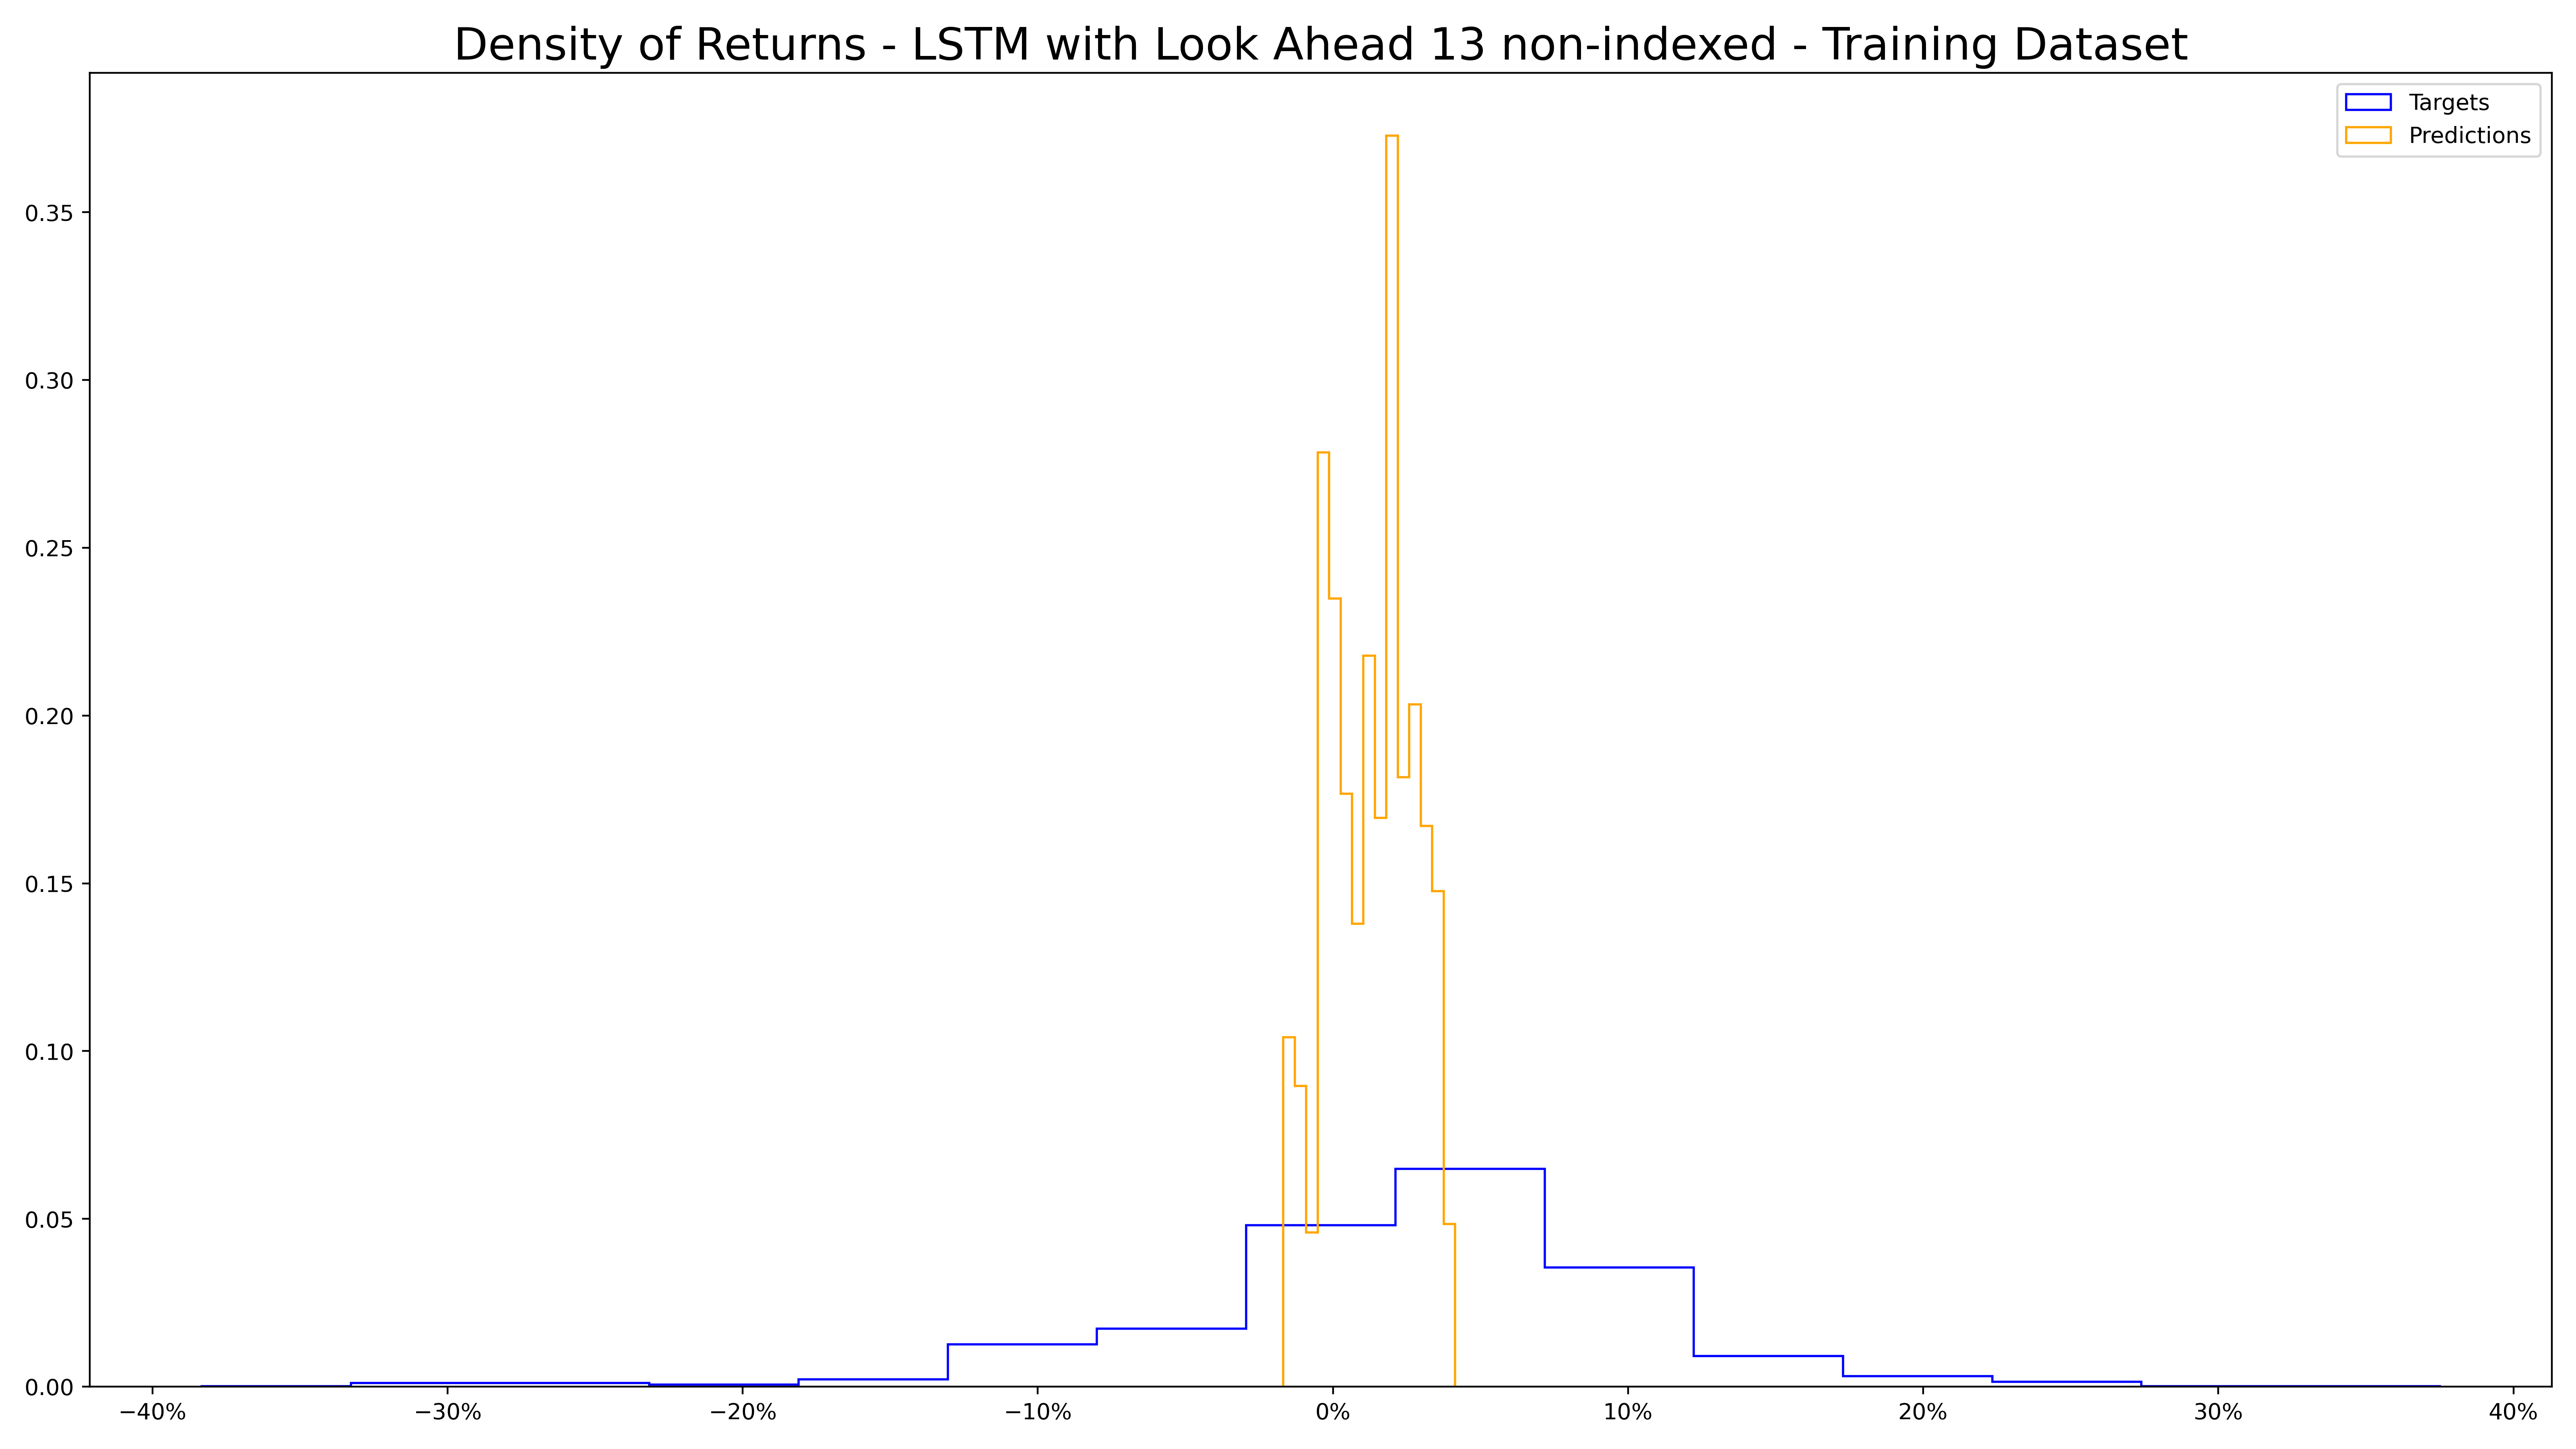 Density of Returns - LSTM with Look Ahead 13 non-indexed - Training Dataset
Targets
Predictions
0.35
0.30
0.25
0.20
0.15
0.10
0.05
0.00
−40% −30% −20% −10% 0% 10% 20% 30% 40%